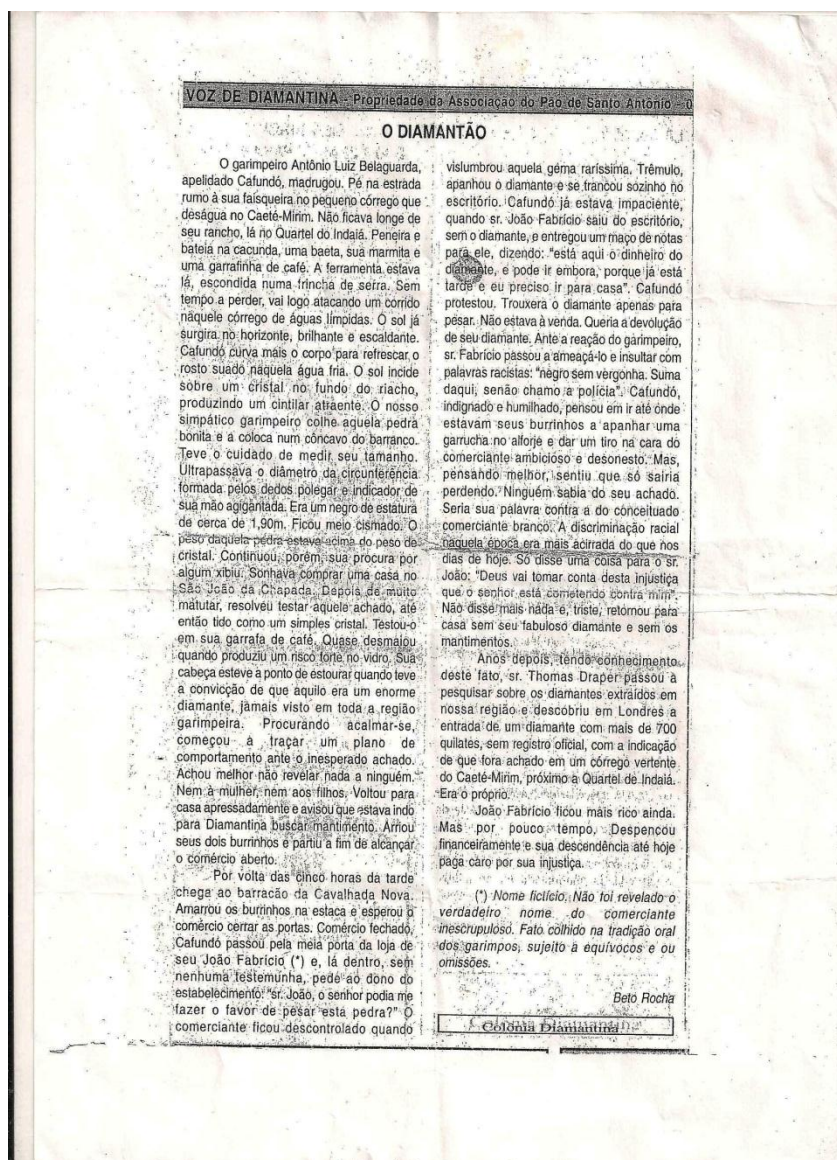 VOZ DE DIAMANTINA - Propriedade da Associação do Pão de Santo Antônio - 0
O DIAMANTÃO
O garimpeiro Antônio Luiz Belaguarda,
apelidado Cafundó, madrugou. Pé na estrada
rumo à sua faisqueira no pequeno córrego que
deságua no Caeté-Mirim. Não ficava longe de
seu rancho, lá no Quartel do Indaiá. Peneira e
bateia na cacunda, uma baeta, sua marmita e
uma garrafinha de café. A ferramenta estava
lá, escondida numa frincha de serra. Sem
tempo a perder, vai logo atacando um corrido
naquele córrego de águas límpidas. O sol já
surgira no horizonte, brilhante e escaldante.
Cafundó curva mais o corpo para refrescar o
rosto suado naquela água fria. O sol incide
sobre um cristal no fundo do riacho,
produzindo um cintilar atraente. O nosso
simpático garimpeiro colhe aquela pedra
bonita e a coloca num côncavo do barranco.
Teve o cuidado de medir seu tamanho.
Ultrapassava o diâmetro da circunferência
formada pelos dedos polegar e indicador de
sua mão agigantada. Era um negro de estatura
de cerca de 1,90m. Ficou meio cismado. O
peso daquela pedra estava acima do peso de
cristal. Continuou, porém, sua procura por
algum xibiu. Sonhava comprar uma casa no
São João da Chapada. Depois de muito
matutar, resolveu testar aquele achado, até
então tido como um simples cristal. Testou-o
em sua garrafa de café. Quase desmaiou
quando produziu um risco forte no vidro. Sua
cabeça esteve a ponto de estourar quando teve
a convicção de que aquilo era um enorme
diamante, jamais visto em toda a região
garimpeira. Procurando acalmar-se,
começou a traçar um plano de
comportamento ante o inesperado achado.
Achou melhor não revelar nada a ninguém.
Nem à mulher, nem aos filhos. Voltou para
casa apressadamente e avisou que estava indo
para Diamantina buscar mantimento. Arriou
seus dois burrinhos e partiu a fim de alcançar
o comércio aberto.
Por volta das cinco horas da tarde
chega ao barracão da Cavalhada Nova.
Amarrou os burrinhos na estaca e esperou o
comércio cerrar as portas. Comércio fechado,
Cafundó passou pela meia porta da loja de
seu João Fabrício (*) e, lá dentro, sem
nenhuma testemunha, pede ao dono do
estabelecimento: "sr. João, o senhor podia me
fazer o favor de pesar esta pedra?" O
comerciante ficou descontrolado quando
vislumbrou aquela gema raríssima. Trêmulo,
apanhou o diamante e se trancou sozinho no
escritório. Cafundó já estava impaciente,
quando sr. João Fabrício saiu do escritório,
sem o diamante, e entregou um maço de notas
para ele, dizendo: "está aqui o dinheiro do
diamante, e pode ir embora, porque já está
tarde e eu preciso ir para casa". Cafundó
protestou. Trouxera o diamante apenas para
pesar. Não estava à venda. Queria a devolução
de seu diamante. Ante a reação do garimpeiro,
sr. Fabrício passou a ameaçá-lo e insultar com
palavras racistas: "negro sem vergonha. Suma
daqui, senão chamo a polícia". Cafundó,
indignado e humilhado, pensou em ir até onde
estavam seus burrinhos a apanhar uma
garrucha no alforje e dar um tiro na cara do
comerciante ambicioso e desonesto. Mas,
pensando melhor, sentiu que só sairia
perdendo. Ninguém sabia do seu achado.
Seria sua palavra contra a do conceituado
comerciante branco. A discriminação racial
naquela época era mais acirrada do que nos
dias de hoje. Só disse uma coisa para o sr.
João: "Deus vai tomar conta desta injustiça
que o senhor está cometendo contra mim".
Não disse mais nada e, triste, retornou para
casa sem seu fabuloso diamante e sem os
mantimentos.
Anos depois, tendo conhecimento
deste fato, sr. Thomas Draper passou a
pesquisar sobre os diamantes extraídos em
nossa região e descobriu em Londres a
entrada de um diamante com mais de 700
quilates, sem registro oficial, com a indicação
de que fora achado em um córrego vertente
do Caeté-Mirim, próximo a Quartel de Indaiá.
Era o próprio.
João Fabrício ficou mais rico ainda.
Mas por pouco tempo. Despencou
financeiramente e sua descendência até hoje
paga caro por sua injustiça.
(*) Nome fictício. Não foi revelado o
verdadeiro nome do comerciante
inescrupuloso. Fato colhido na tradição oral
dos garimpos, sujeito a equívocos e ou
omissões.
Beto Rocha
Colônia Diamantina